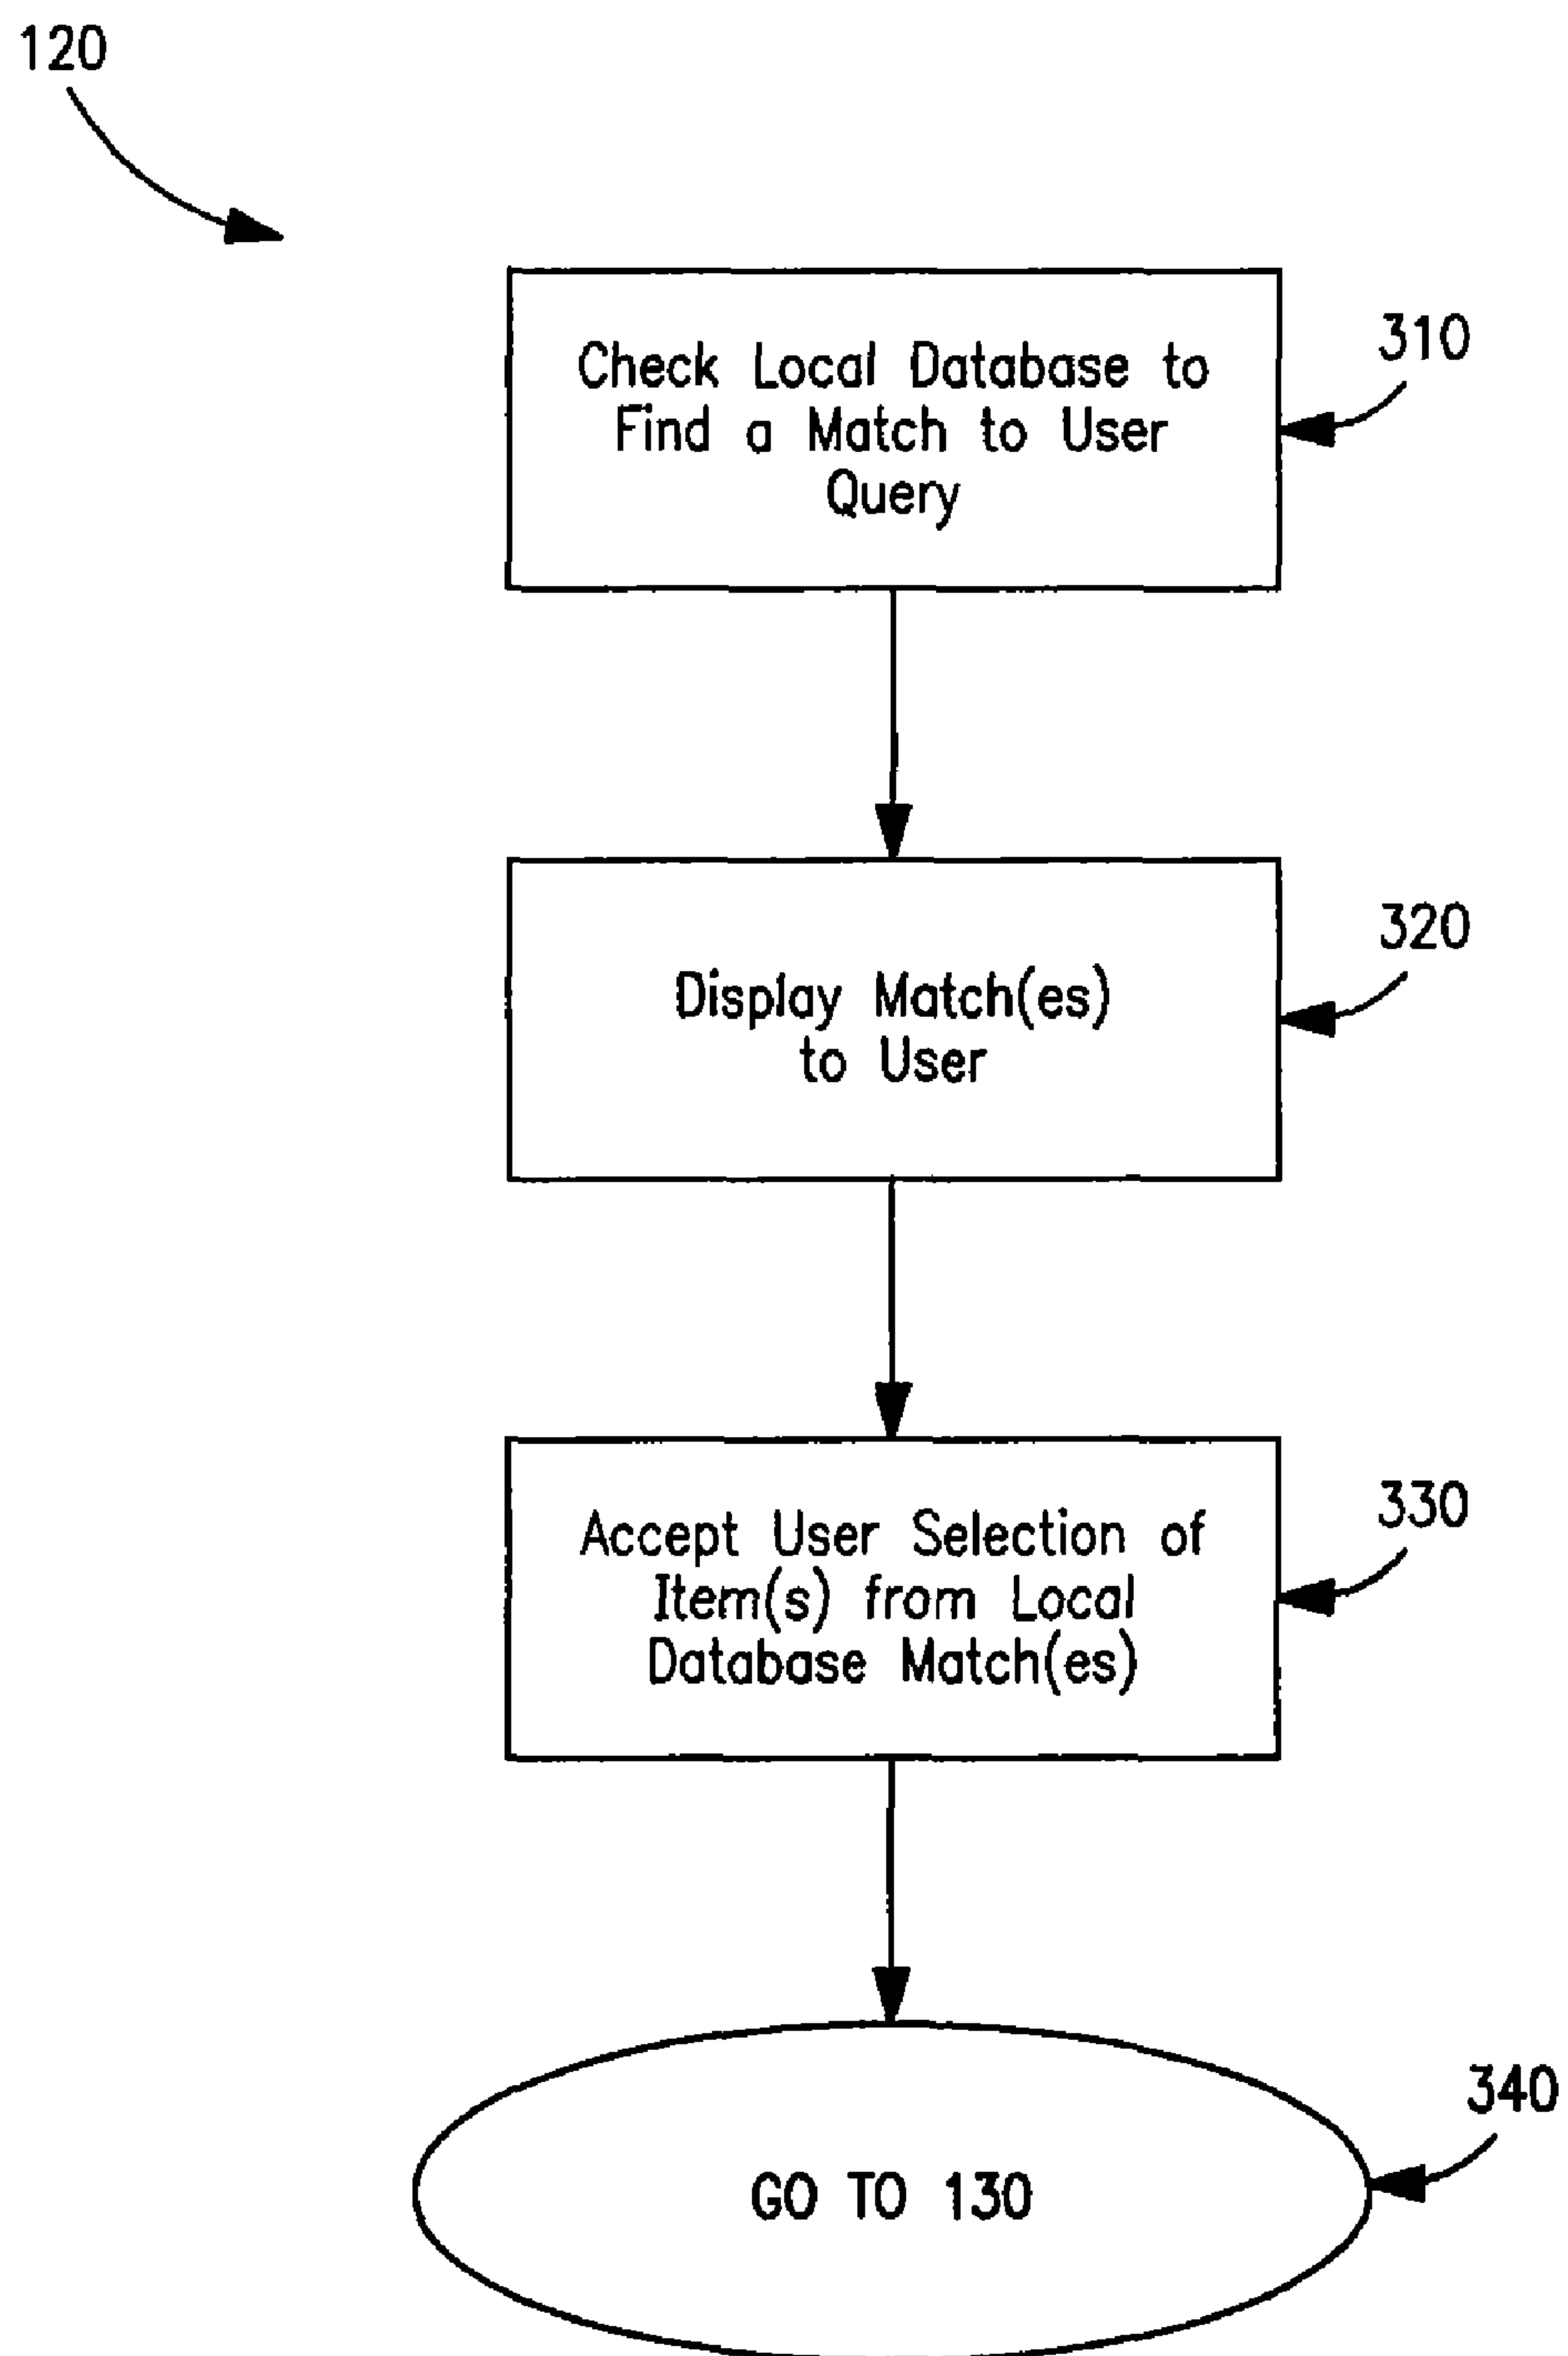 120
Check Local Database to
Find a Match to User
Query
310
Display Match(es)
to User
320
Accept User Selection of
Item(s) from Local
Database Match(es)
330
GO TO 130
340